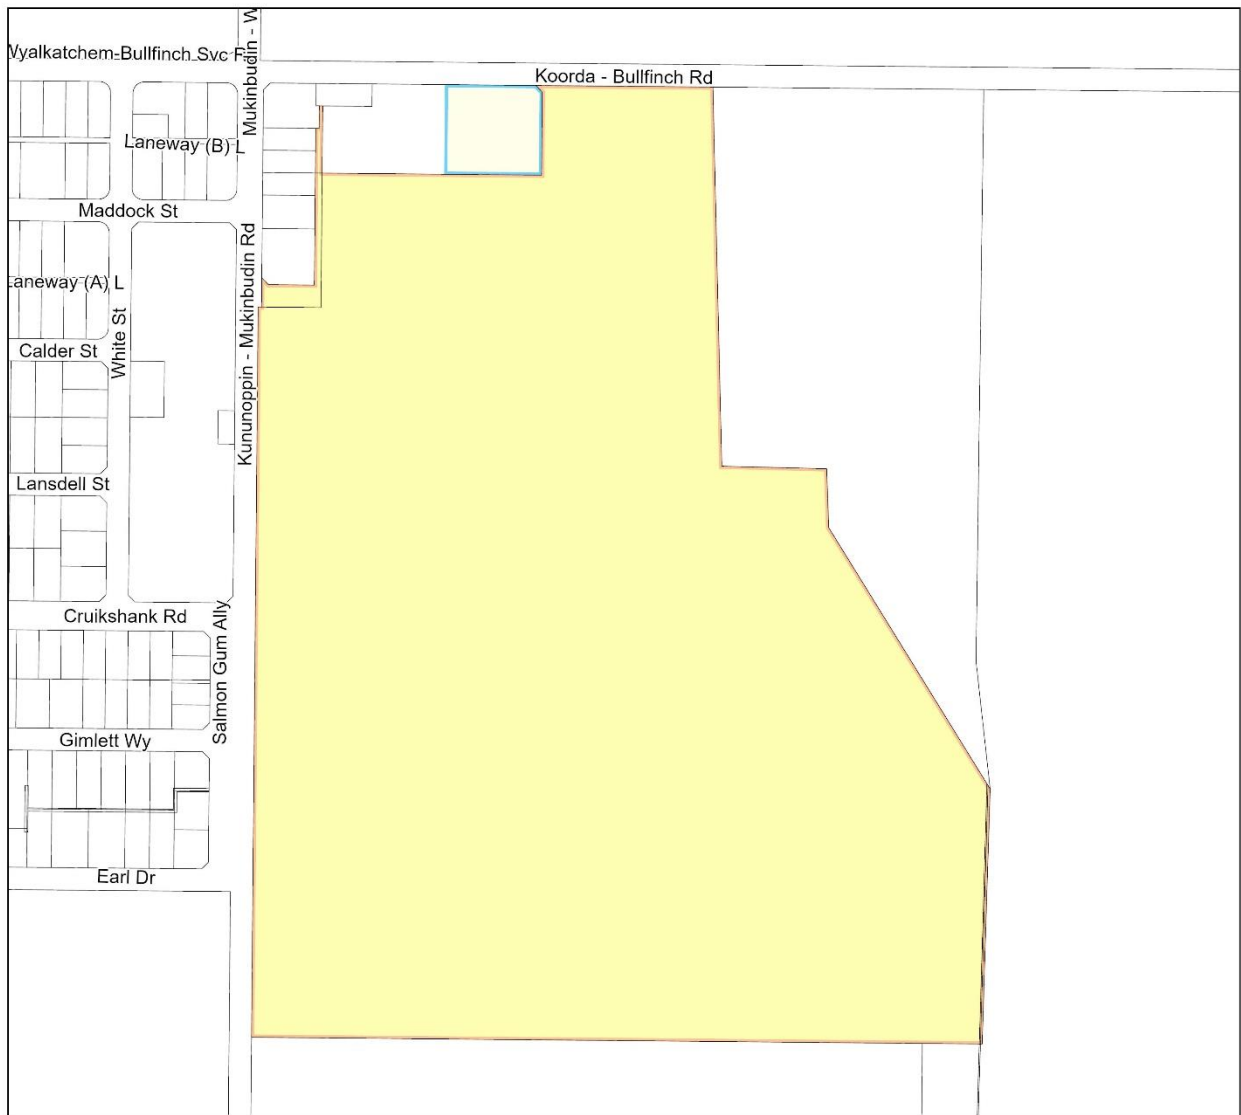 Wyalkatchem-Bullfinch Svc
Mukinbudin - W
Koorda - Bullfinch Rd
Laneway (B) L
Maddock St
Laneway (A) L
White St
Kununoppin - Mukinbudin Rd
Calder St
Lansdell St
Cruikshank Rd
Salmon Gum Ally
Gimlett Wy
Earl Dr